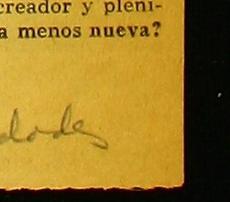 creador y pleni-
a menos nueva?